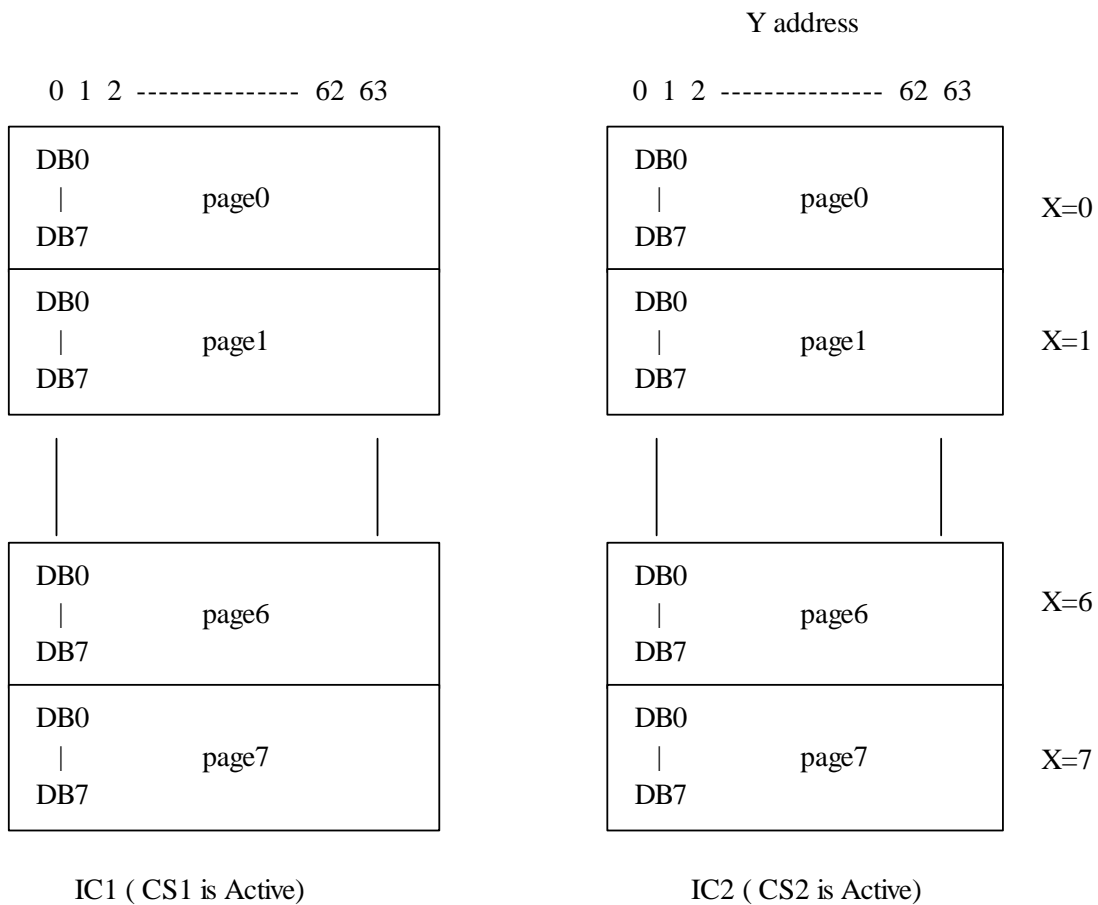 Y address
0 1 2 --------------- 62 63
0 1 2 --------------- 62 63
DB0
|
DB7
page0
DB0
|
DB7
page0
X=0
DB0
|
DB7
page1
DB0
|
DB7
page1
X=1
DB0
|
DB7
page6
DB0
|
DB7
page6
X=6
DB0
|
DB7
page7
DB0
|
DB7
page7
X=7
IC1 ( CS1 is Active)
IC2 ( CS2 is Active)